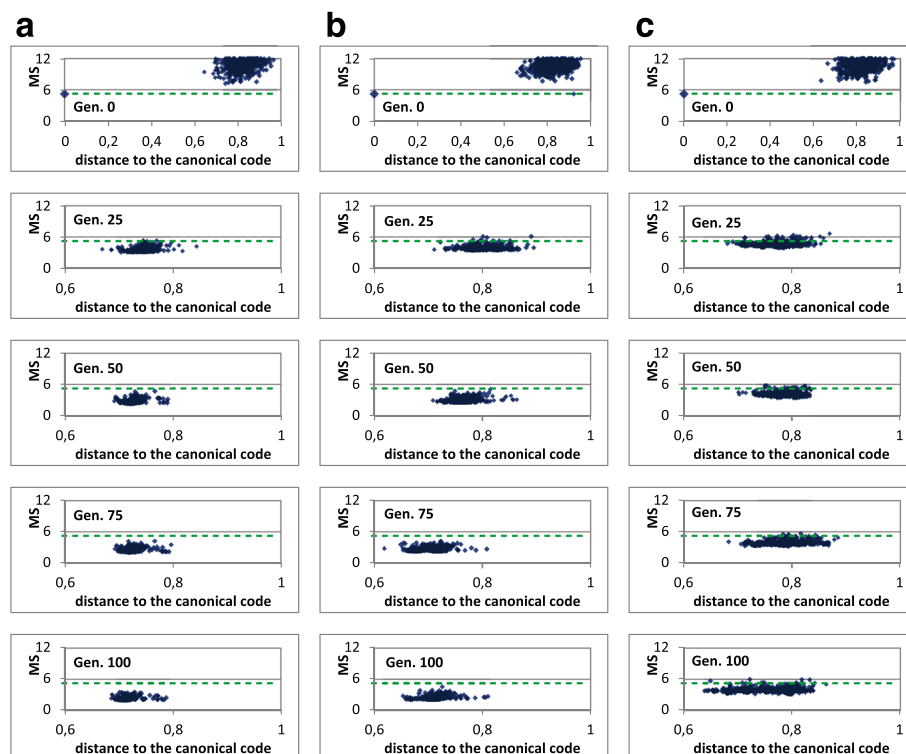 a b c
12 12 12
MS MS MS
6 6 6
Gen. 0 Gen. 0 Gen. 0
0 0 0
0 0,2 0,4 0,6 0,8 1 0 0,2 0,4 0,6 0,8 1 0 0,2 0,4 0,6 0,8 1
distance to the canonical code distance to the canonical code distance to the canonical code
12 12 12
Gen. 25 Gen. 25 Gen. 25
MS MS MS
6 6 6
0 0 0
0,6 0,8 1 0,6 0,8 1 0,6 0,8 1
distance to the canonical code distance to the canonical code distance to the canonical code
12 12 12
Gen. 50 Gen. 50 Gen. 50
MS MS MS
6 6 6
0 0 0
0,6 0,8 1 0,6 0,8 1 0,6 0,8 1
distance to the canonical code distance to the canonical code distance to the canonical code
12 12 12
Gen. 75 Gen. 75 Gen. 75
MS MS MS
6 6 6
0 0 0
0,6 0,8 1 0,6 0,8 1 0,6 0,8 1
distance to the canonical code distance to the canonical code distance to the canonical code
12 12 12
Gen. 100 Gen. 100 Gen. 100
MS MS MS
6 6 6
0 0 0
0,6 0,8 1 0,6 0,8 1 0,6 0,8 1
distance to the canonical code distance to the canonical code distance to the canonical code